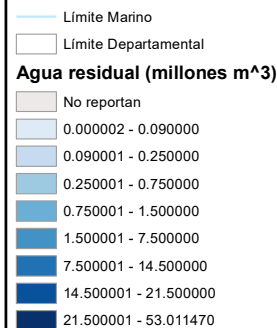 Límite Marino
Límite Departamental
Agua residual (millones m^3)
No reportan
0.000002 - 0.090000
0.090001 - 0.250000
0.250001 - 0.750000
0.750001 - 1.500000
1.500001 - 7.500000
7.500001 - 14.500000
14.500001 - 21.500000
21.500001 - 53.011470